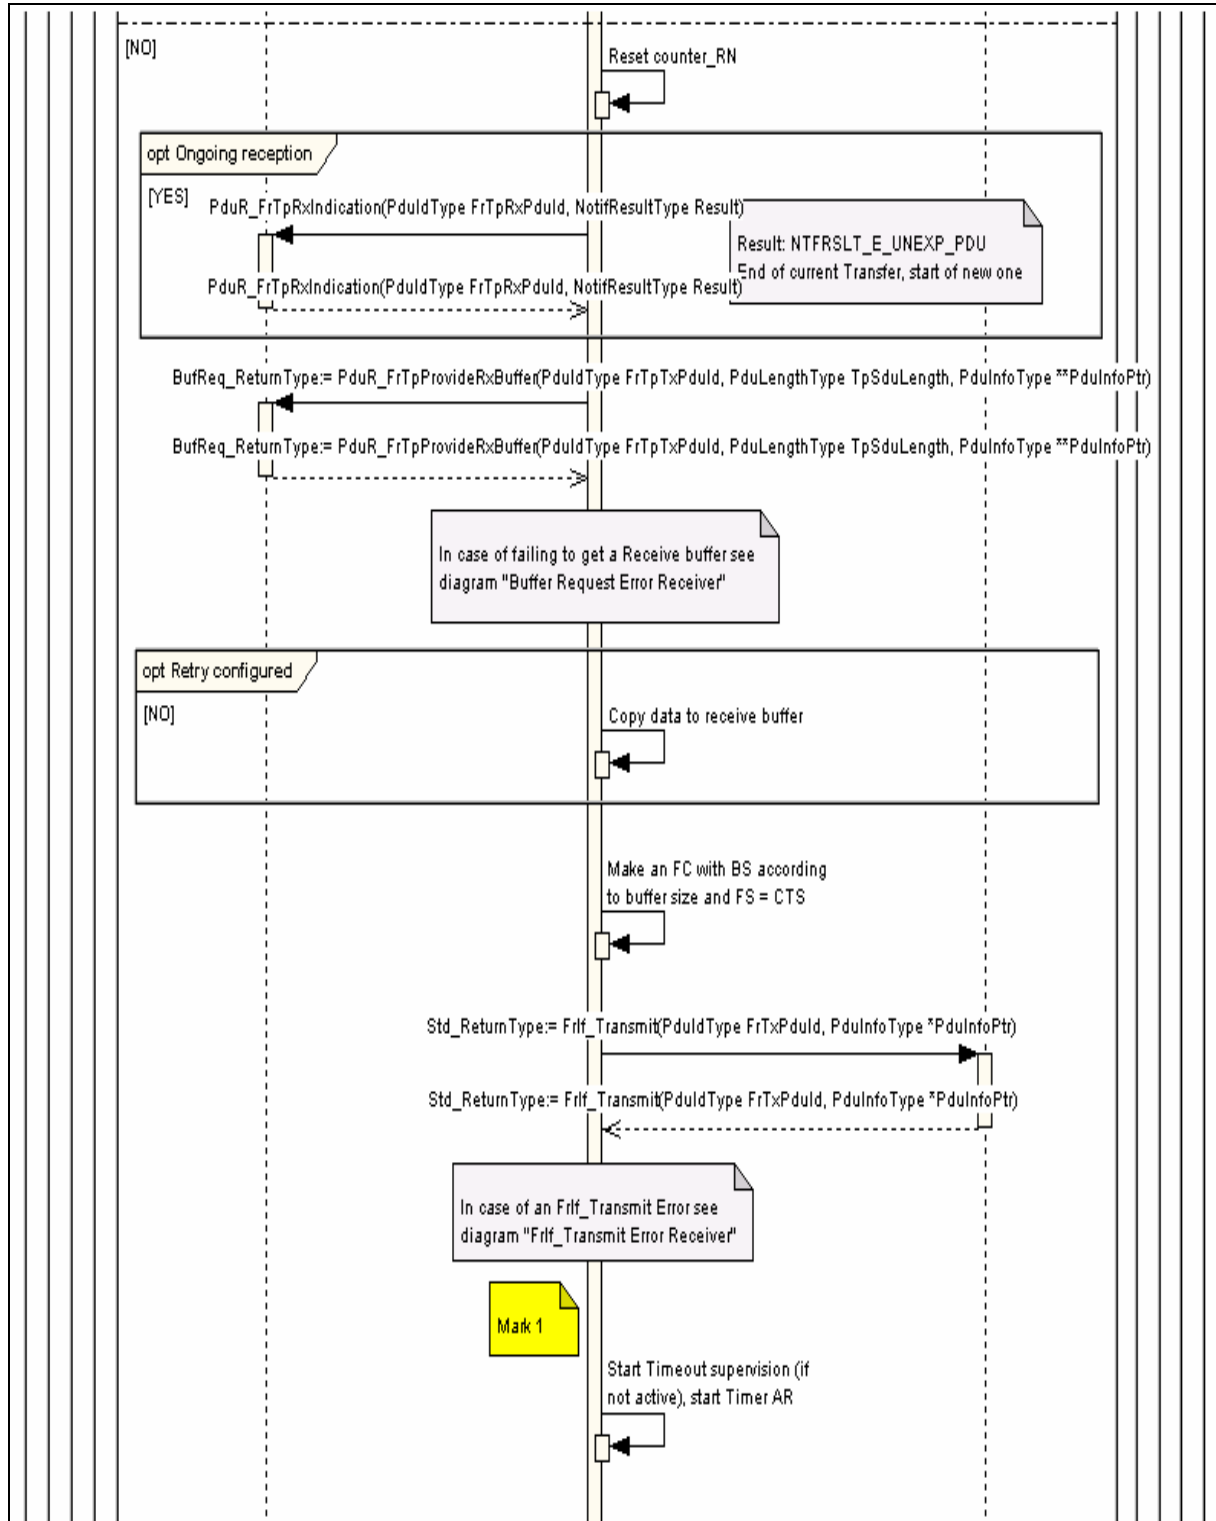 [NO]
Reset counter_RN
opt Ongoing reception
[YES]
PduR_FrTpRxIndication(PduIdType FrTpRxPduId, NotifResultType Result)
Result: NTFRSLT_E_UNEXP_PDU
End of current Transfer, start of new one
PduR_FrTpRxIndication(PduIdType FrTpRxPduId, NotifResultType Result)
BufReq_ReturnType:= PduR_FrTpProvideRxBuffer(PduIdType FrTpTxPduId, PduLengthType TpSduLength, PduInfoType **PduInfoPtr)
BufReq_ReturnType:= PduR_FrTpProvideRxBuffer(PduIdType FrTpTxPduId, PduLengthType TpSduLength, PduInfoType **PduInfoPtr)
In case of failing to get a Receive buffer see
diagram "Buffer Request Error Receiver"
opt Retry configured
[NO]
Copy data to receive buffer
Make an FC with BS according
to buffer size and FS = CTS
Std_ReturnType:= FrIf_Transmit(PduIdType FrTxPduId, PduInfoType *PduInfoPtr)
Std_ReturnType:= FrIf_Transmit(PduIdType FrTxPduId, PduInfoType *PduInfoPtr)
In case of an FrIf_Transmit Error see
diagram "FrIf_Transmit Error Receiver"
Mark 1
Start Timeout supervision (if
not active), start Timer AR